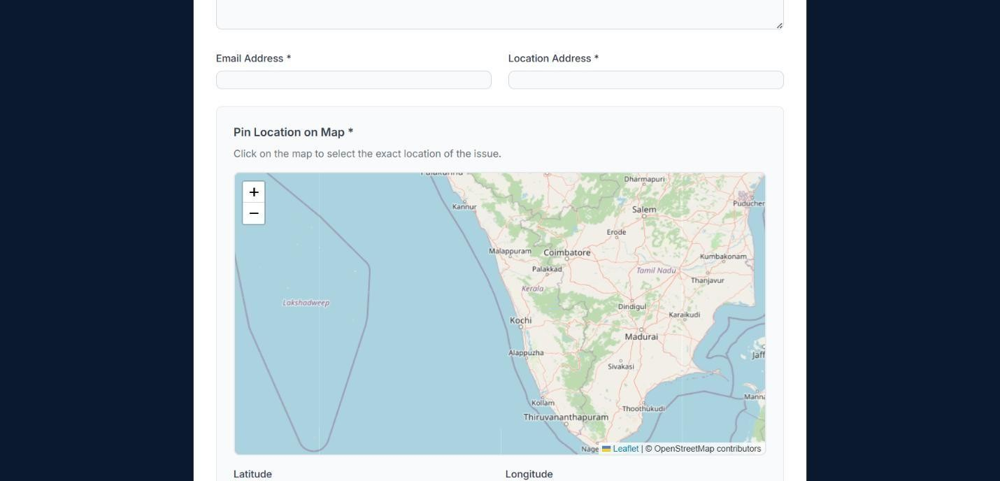 Email Address *
Location Address *
Pin Location on Map *
Click on the map to select the exact location of the issue.
+
−
Dharmapuri
Kannur
Salem
Puducher
Erode
Malappuram
Coimbatore
Kumbakonam
Palakkad
Tamil Nadu
Thanjavur
Kerala
Lakshadweep
Dindigul
Karaikudi
Kochi
Madurai
Alappuzha
Jaff
Sivakasi
Manna
Kollam
Thoothukudi
Thiruvananthapuram
Nage
Leaflet | © OpenStreetMap contributors
Latitude
Longitude